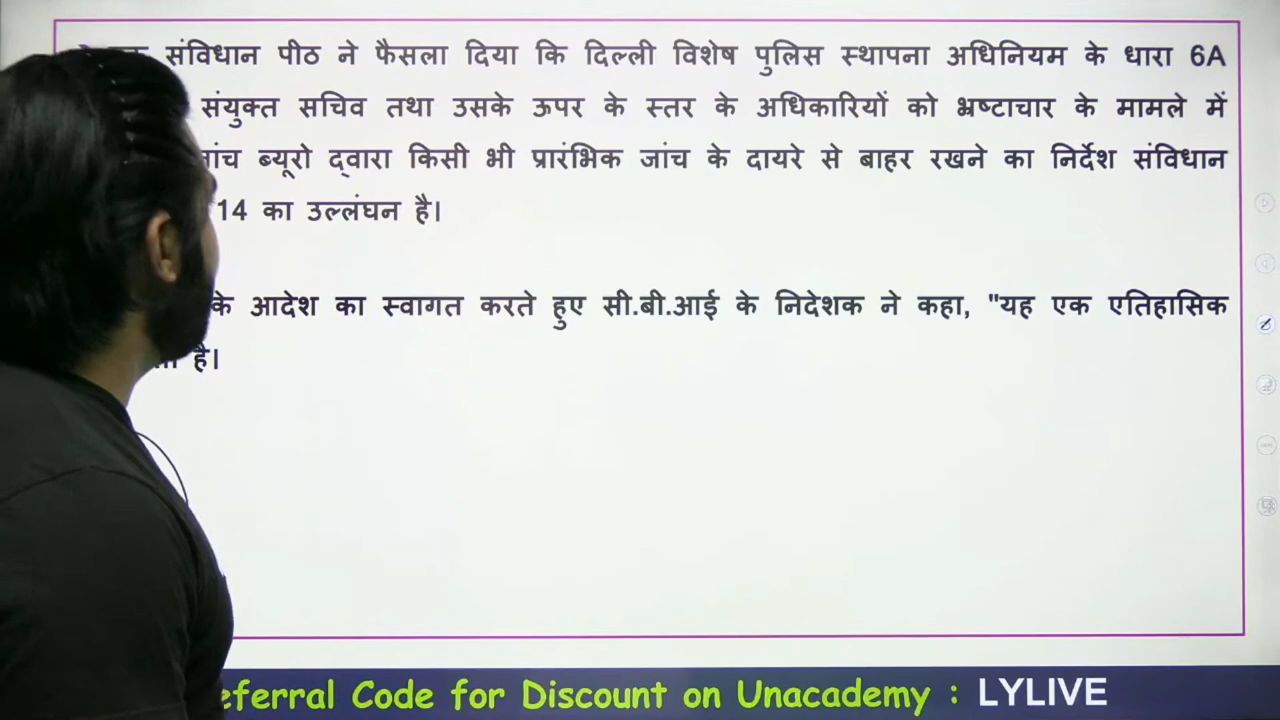 संविधान पीठ ने फैसला दिया कि दिल्ली विशेष पुलिस स्थापना अधिनियम के धारा 6A
संयुक्त सचिव तथा उसके ऊपर के स्तर के अधिकारियों को भ्रष्टाचार के मामले में
ब्यूरो द्वारा किसी भी प्रारंभिक जांच के दायरे से बाहर रखने का निर्देश संविधान
14 का उल्लंघन है।
के आदेश का स्वागत करते हुए सी.बी.आई के निदेशक ने कहा, "यह एक एतिहासिक
है।
eferral Code for Discount on Unacademy : LYLIVE